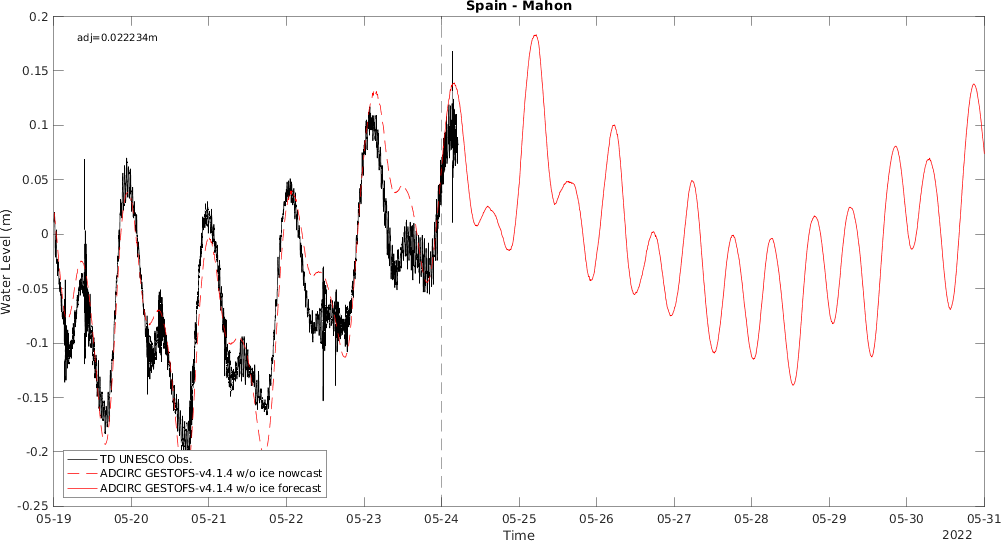 Spain - Mahon
adj=0.022234m
0.2
0.15
0.1
0.05
0
-0.05
-0.1
-0.15
-0.2
-0.25
Water Level (m)
TD UNESCO Obs.
ADCIRC GESTOFS-v4.1.4 w/o ice nowcast
ADCIRC GESTOFS-v4.1.4 w/o ice forecast
05-19 05-20 05-21 05-22 05-23 05-24 05-25 05-26 05-27 05-28 05-29 05-30 05-31
Time
2022